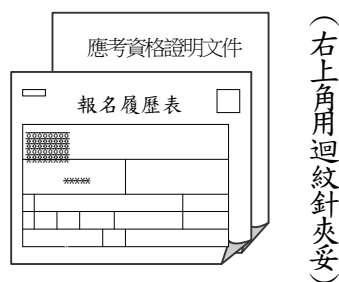 應考資格證明文件
報名履歷表
（右上角用迴紋針夾妥）